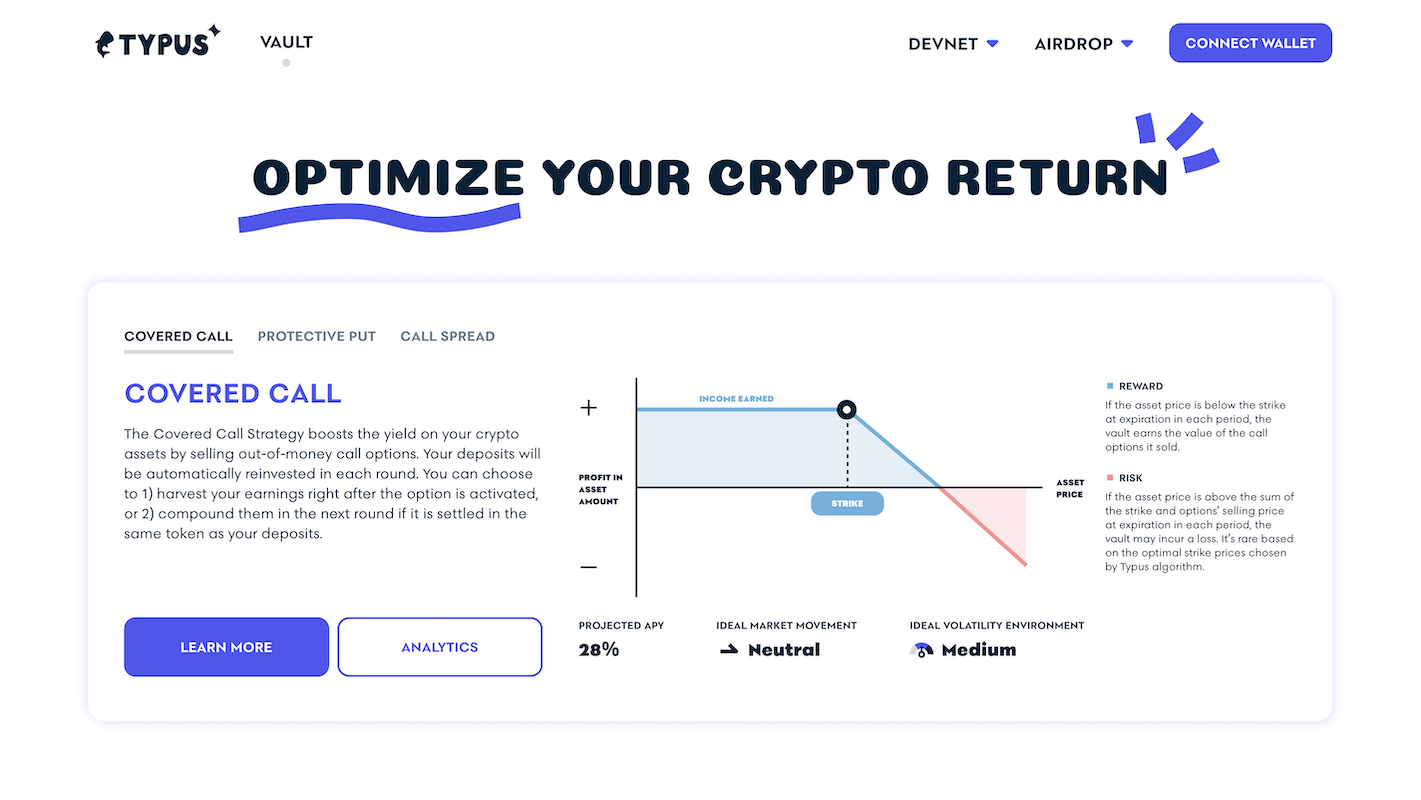 TYPUS
VAULT
DEVNET
AIRDROP
CONNECT WALLET
OPTIMIZE YOUR CRYPTO RETURN
COVERED CALL
PROTECTIVE PUT
CALL SPREAD
COVERED CALL
The Covered Call Strategy boosts the yield on your crypto
assets by selling out-of-money call options. Your deposits will
be automatically reinvested in each round. You can choose
to 1) harvest your earnings right after the option is activated,
or 2) compound them in the next round if it is settled in the
same token as your deposits.
LEARN MORE
ANALYTICS
+
INCOME EARNED
PROFIT IN
ASSET
AMOUNT
STRIKE
ASSET
PRICE
–
PROJECTED APY
28%
IDEAL MARKET MOVEMENT
Neutral
IDEAL VOLATILITY ENVIRONMENT
Medium
REWARD
If the asset price is below the strike
at expiration in each period, the
vault earns the value of the call
options it sold.
RISK
If the asset price is above the sum of
the strike and options' selling price
at expiration in each period, the
vault may incur a loss. It's rare based
on the optimal strike prices chosen
by Typus algorithm.